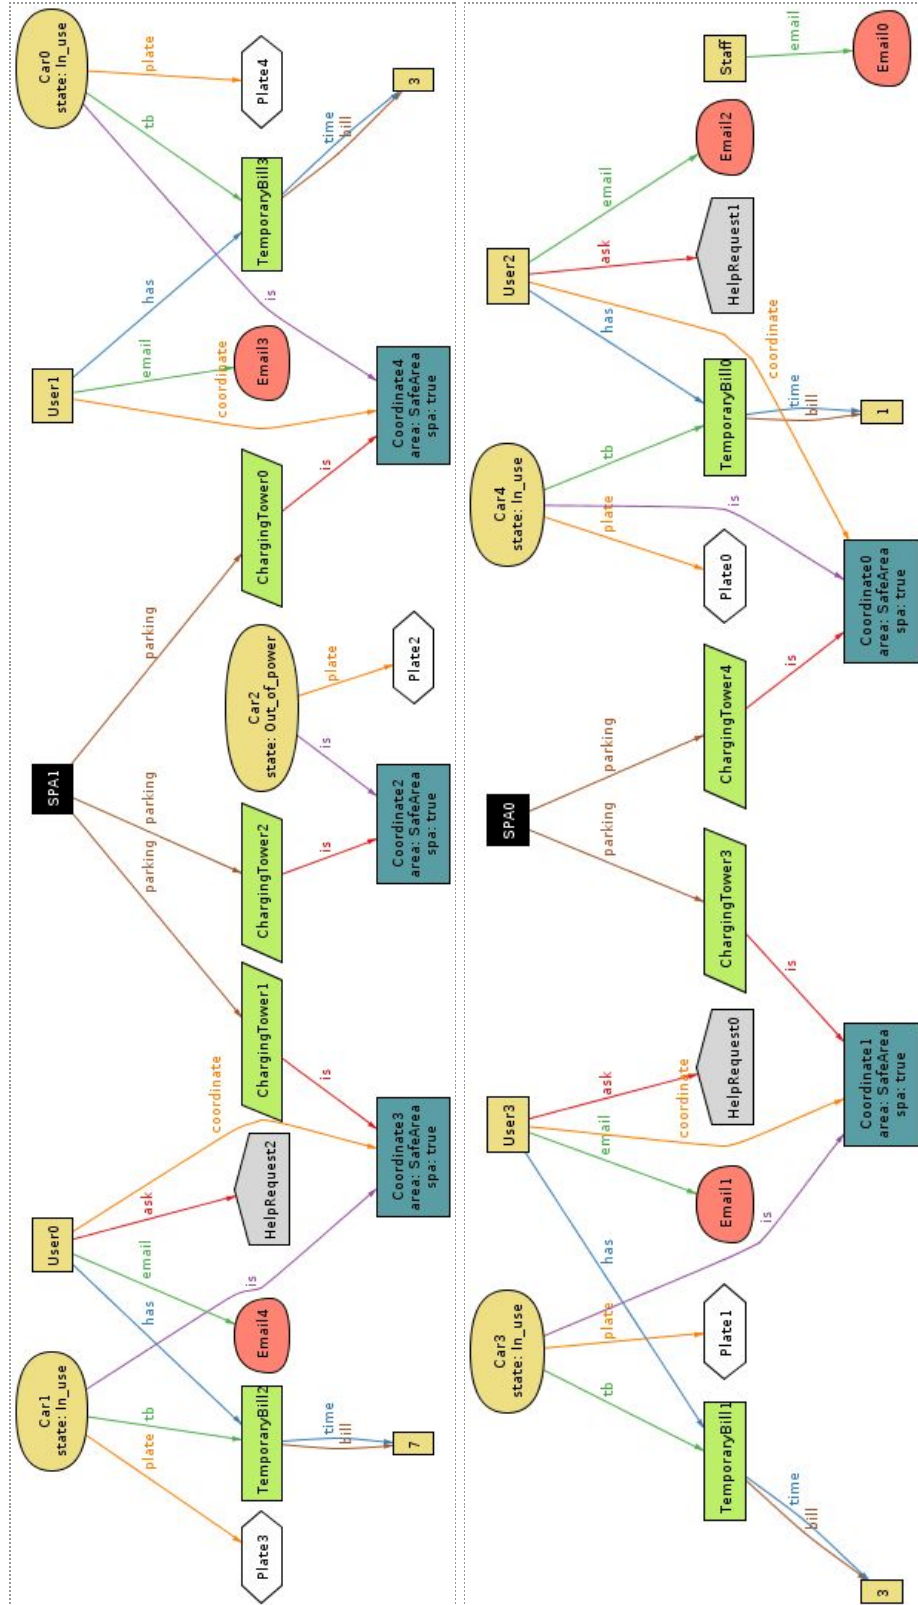 Car1
state: In_use
User0
SPA1
User1
Car0
state: In_use
plate
tb
has
is
email
ask
coordinate
parking
parking
parking
coordinate
email
has
is
tb
plate
Plate3
TemporaryBill2
Email4
HelpRequest2
ChargingTower1
ChargingTower2
Car2
state: Out_of_power
ChargingTower0
Email3
TemporaryBill3
Plate4
time
bill
is
is
is
plate
is
time
bill
7
Coordinate3
area: SafeArea
spa: true
Coordinate2
area: SafeArea
spa: true
Plate2
Coordinate4
area: SafeArea
spa: true
3
Car3
state: In_use
User3
SPA0
Car4
state: In_use
User2
Staff
tb
plate
has
is
email
coordinate
ask
parking
parking
plate
is
tb
has
coordinate
ask
email
email
TemporaryBill1
Plate1
Email1
HelpRequest0
ChargingTower3
ChargingTower4
Plate0
TemporaryBill0
HelpRequest1
Email2
Email0
time
bill
is
is
time
bill
3
Coordinate1
area: SafeArea
spa: true
Coordinate0
area: SafeArea
spa: true
1